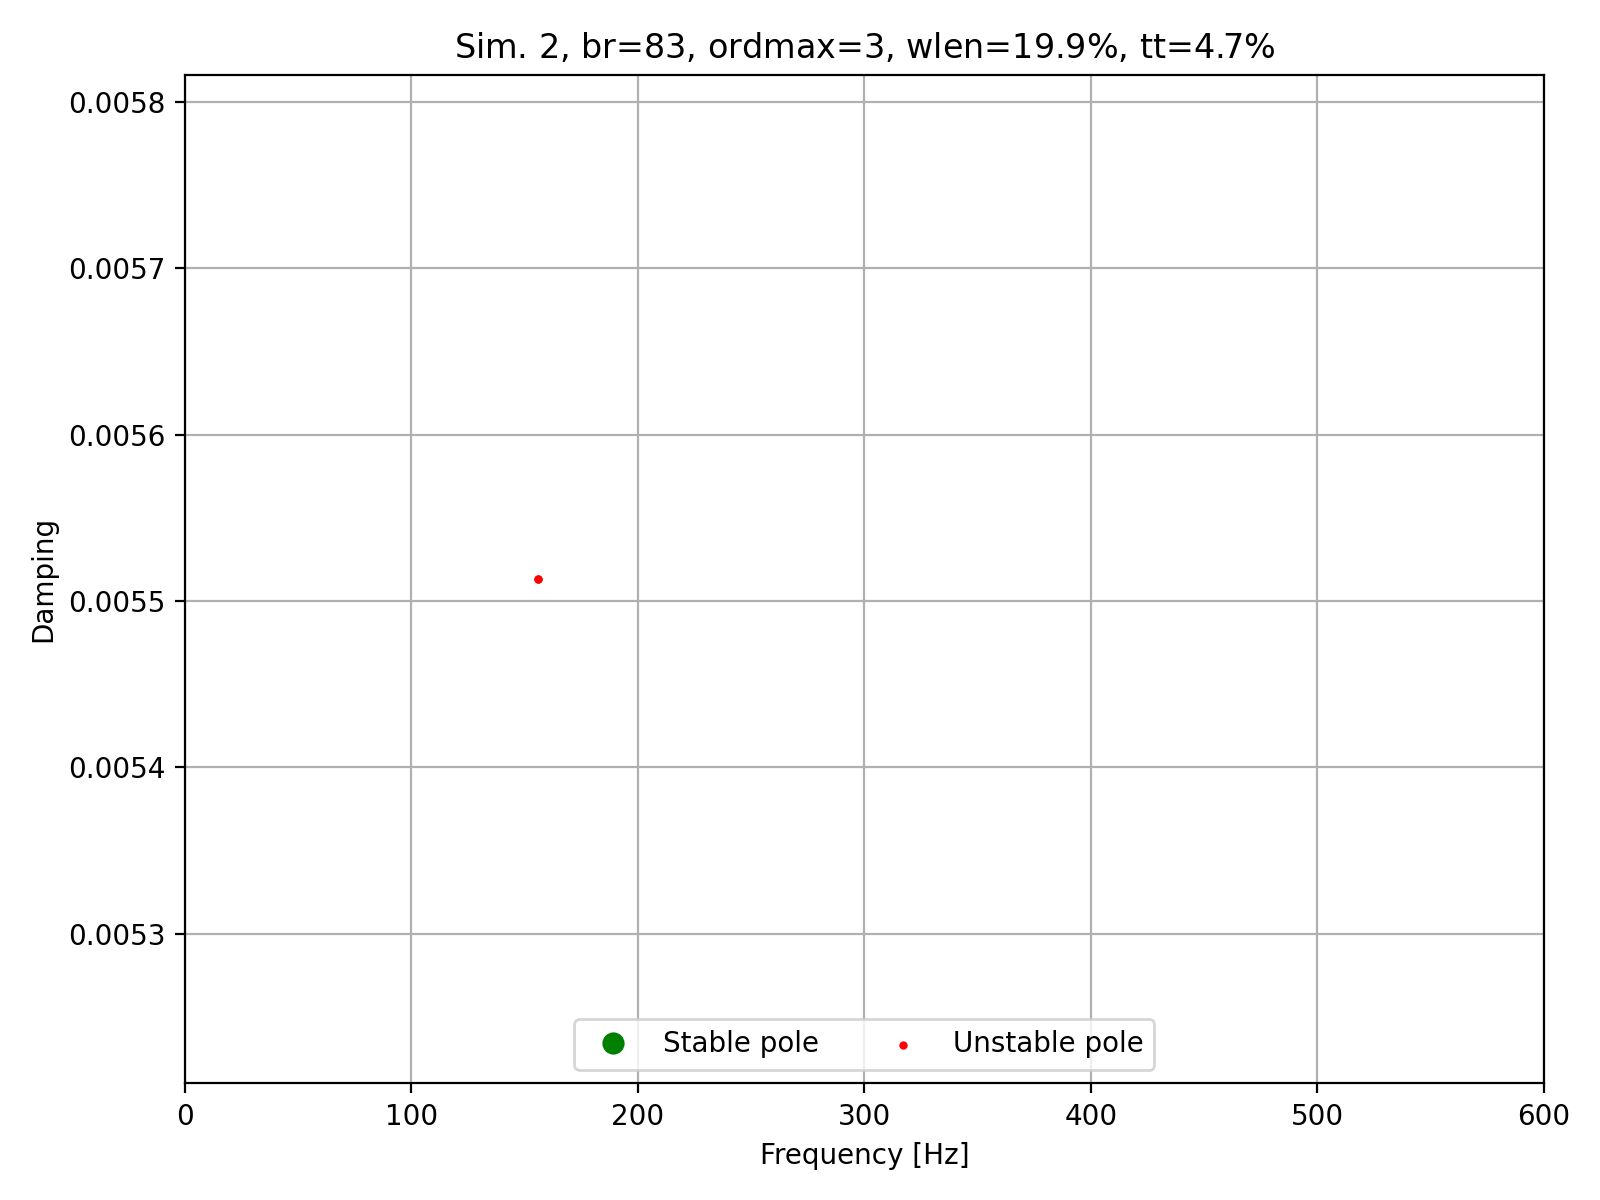 Sim. 2, br=83, ordmax=3, wlen=19.9%, tt=4.7%
0.0058
0.0057
0.0056
0.0055
0.0054
0.0053
Damping
Stable pole
Unstable pole
0 100 200 300 400 500 600
Frequency [Hz]